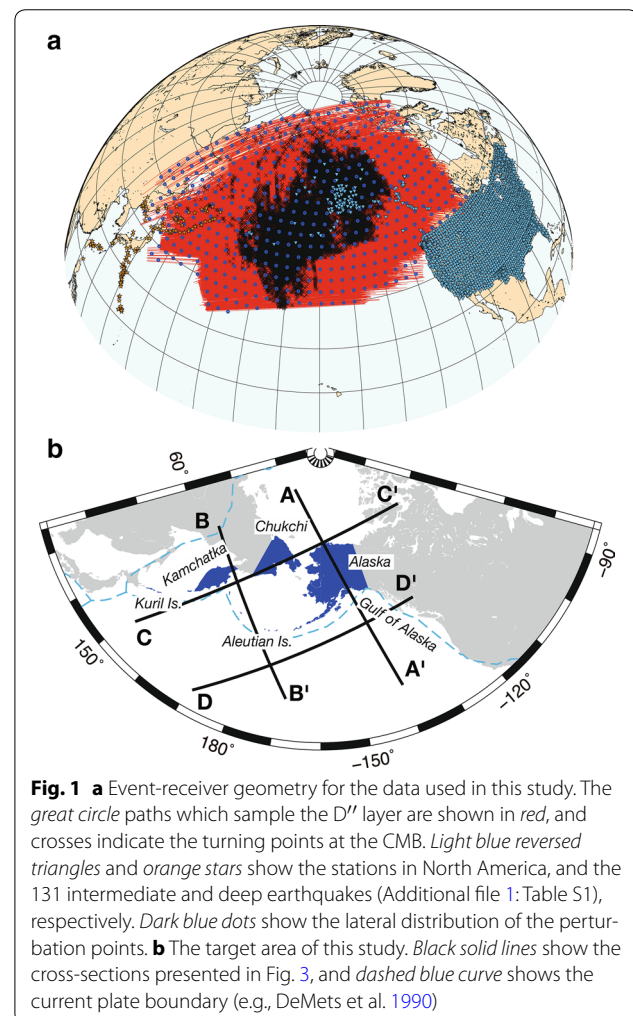 a
b
60°
-90°
A
C'
B
Chukchi
Kamchatka
Alaska
D'
Kuril Is.
Gulf of Alaska
C
Aleutian Is.
150°
D
B'
A'
-120°
180°
-150°
Fig. 1 a Event-receiver geometry for the data used in this study. The
great circle paths which sample the D″ layer are shown in red, and
crosses indicate the turning points at the CMB. Light blue reversed
triangles and orange stars show the stations in North America, and the
131 intermediate and deep earthquakes (Additional file 1: Table S1),
respectively. Dark blue dots show the lateral distribution of the pertur-
bation points. b The target area of this study. Black solid lines show the
cross-sections presented in Fig. 3, and dashed blue curve shows the
current plate boundary (e.g., DeMets et al. 1990)